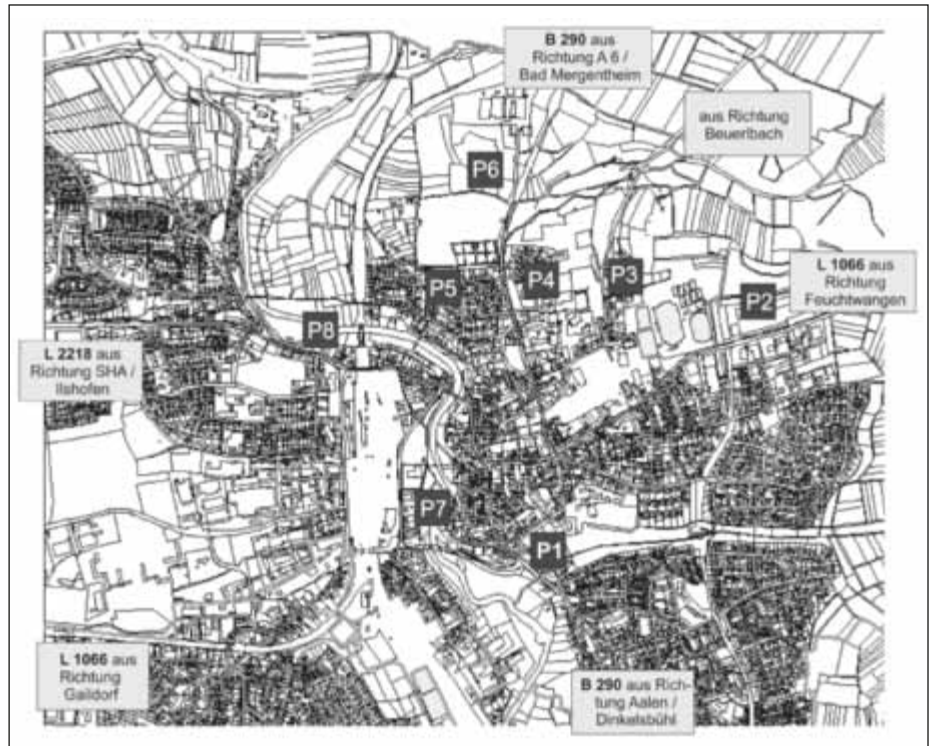 B 290 aus
Richtung A 6 /
Bad Mergentheim
aus Richtung
Beuerlbach
P6
P5
P4
P3
P2
L 1066 aus
Richtung
Feuchtwangen
P8
L 2218 aus
Richtung SHA /
Ilshofen
P7
P1
L 1066 aus
Richtung
Gaildorf
B 290 aus Rich-
tung Aalen /
Dinkelsbühl